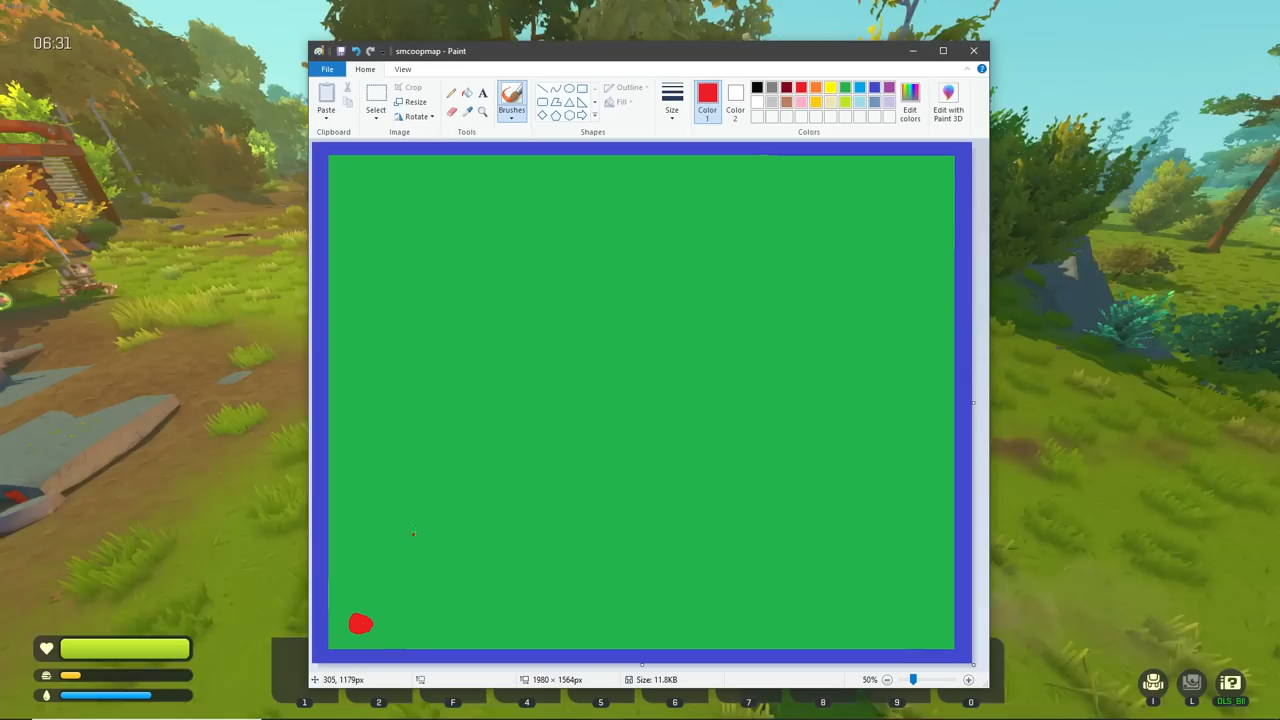 06:31
smcoopmap - Paint
File Home View
Paste
Clipboard
Select
Crop
Resize
Rotate
Image
A
Tools
Brushes
Outline
Fill
Shapes
Size
Color 1
Color 2
Colors
Edit colors
Edit with Paint 3D
305, 1179px
1980 × 1564px
Size: 11.8KB
50%
1 2 F 4 5 6 7 8 9 0
I L